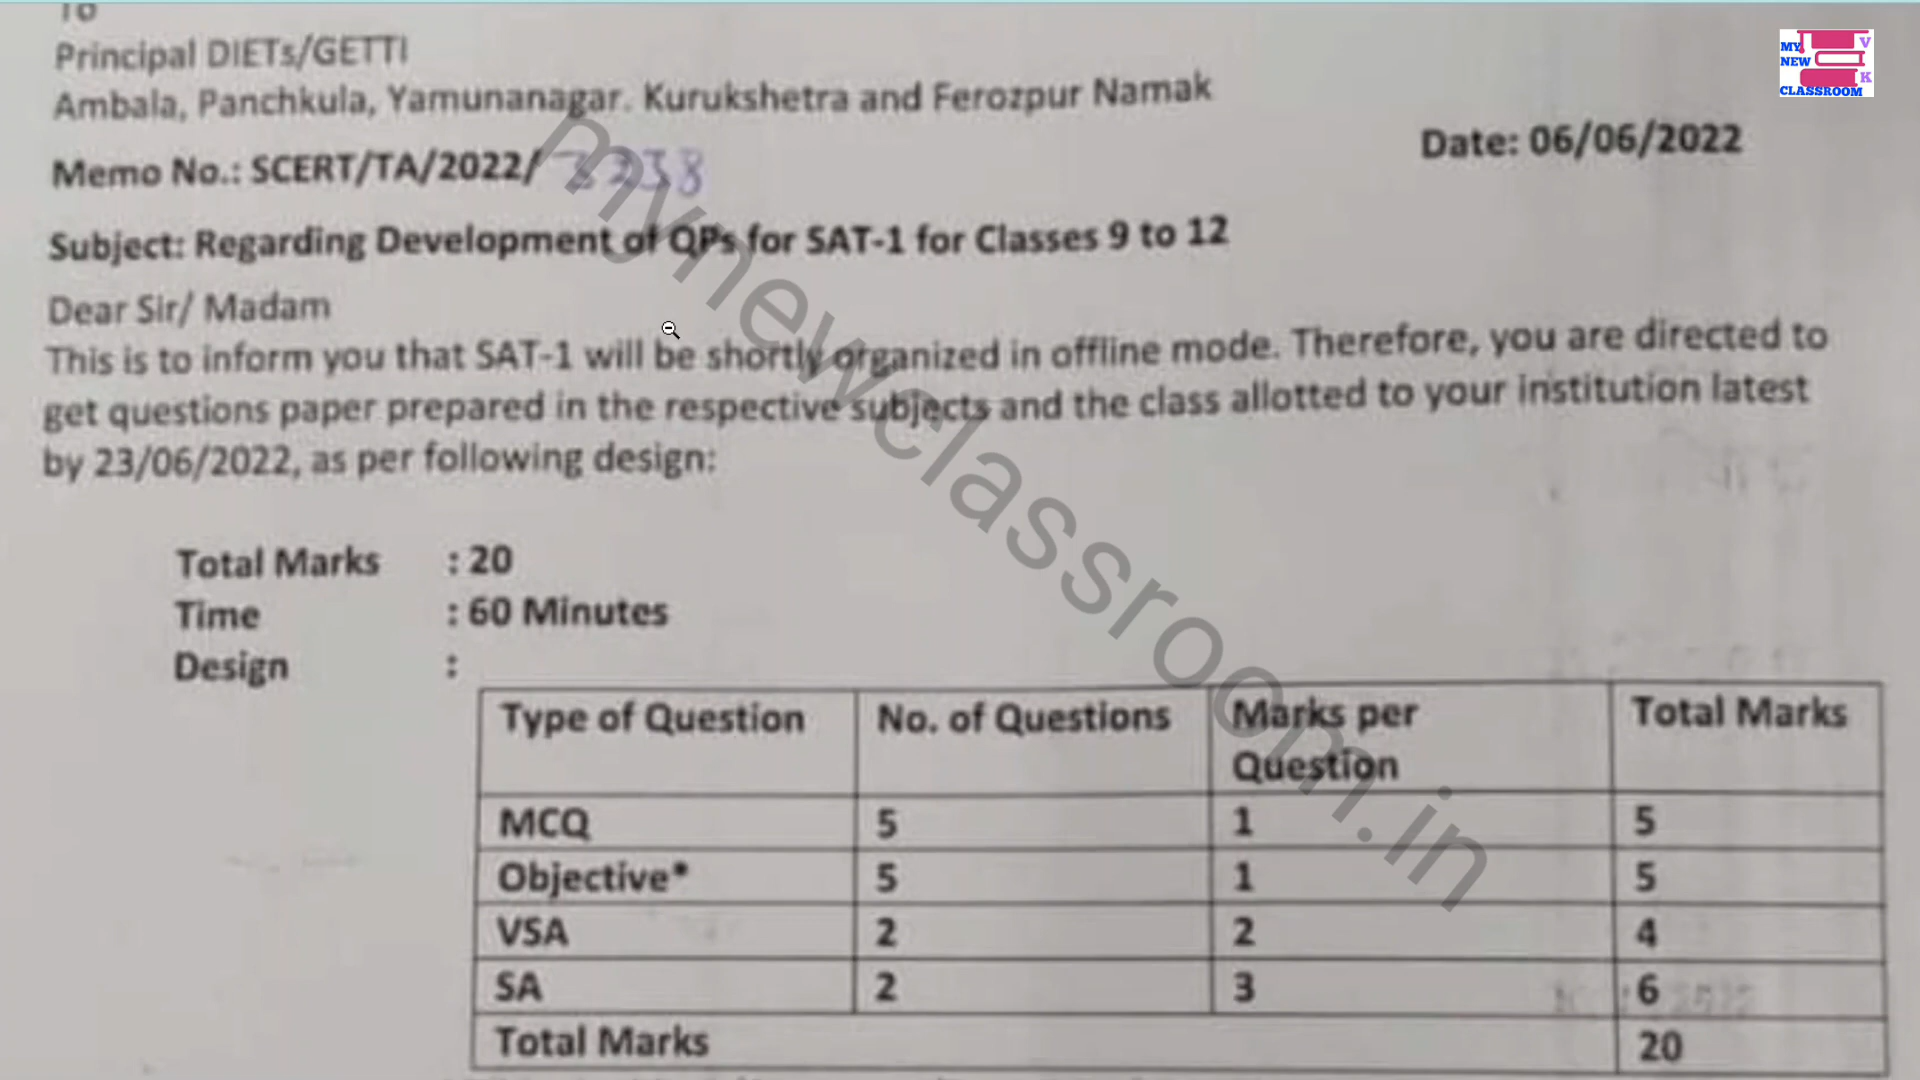 To
Principal DIETs/GETTI
Ambala, Panchkula, Yamunanagar. Kurukshetra and Ferozpur Namak
Date: 06/06/2022
Memo No.: SCERT/TA/2022/
Subject: Regarding Development of QPs for SAT-1 for Classes 9 to 12
Dear Sir/ Madam
This is to inform you that SAT-1 will be shortly organized in offline mode. Therefore, you are directed to
get questions paper prepared in the respective subjects and the class allotted to your institution latest
by 23/06/2022, as per following design:
Total Marks : 20
Time : 60 Minutes
Design :
Type of Question No. of Questions Marks per Question Total Marks
MCQ 5 1 5
Objective* 5 1 5
VSA 2 2 4
SA 2 3 6
Total Marks 20
mynewclassroom.in
MY V
NEW
K
CLASSROOM